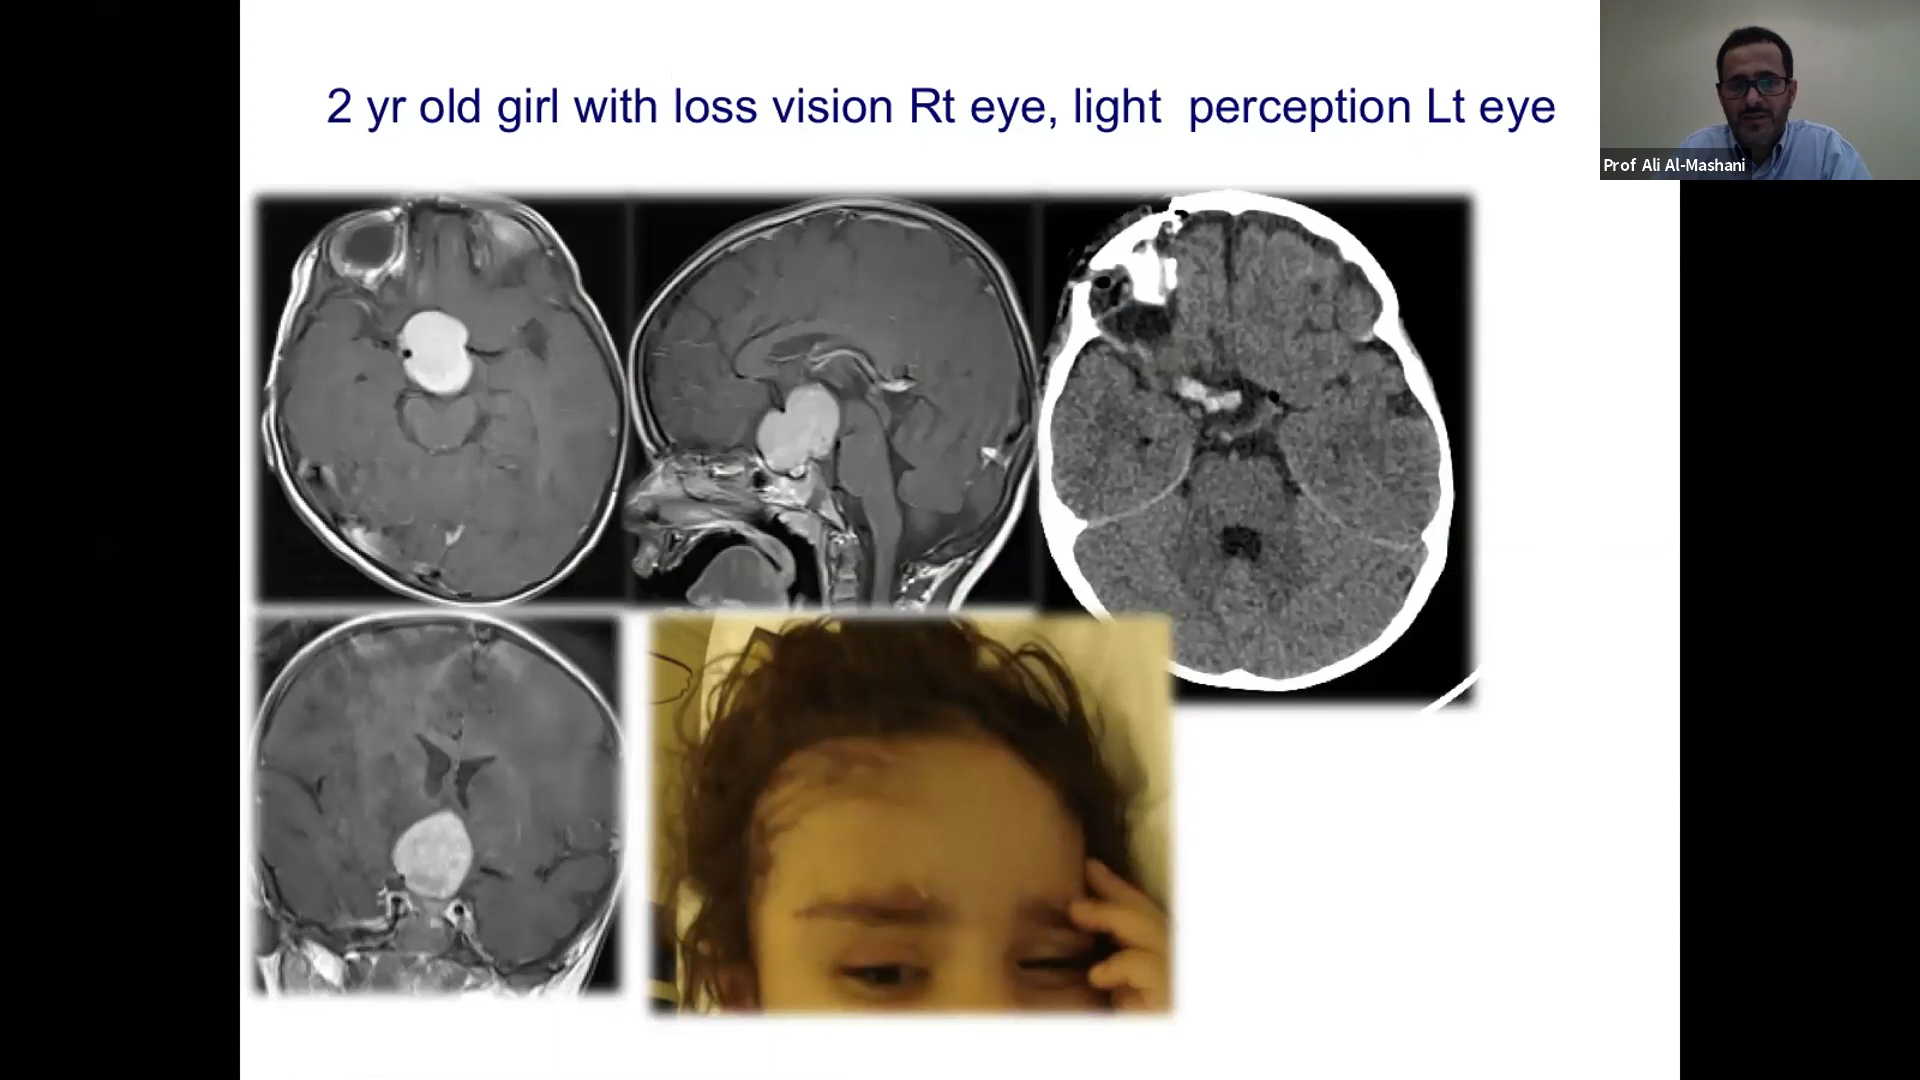 2 yr old girl with loss vision Rt eye, light  perception Lt eye
Prof Ali Al-Mashani